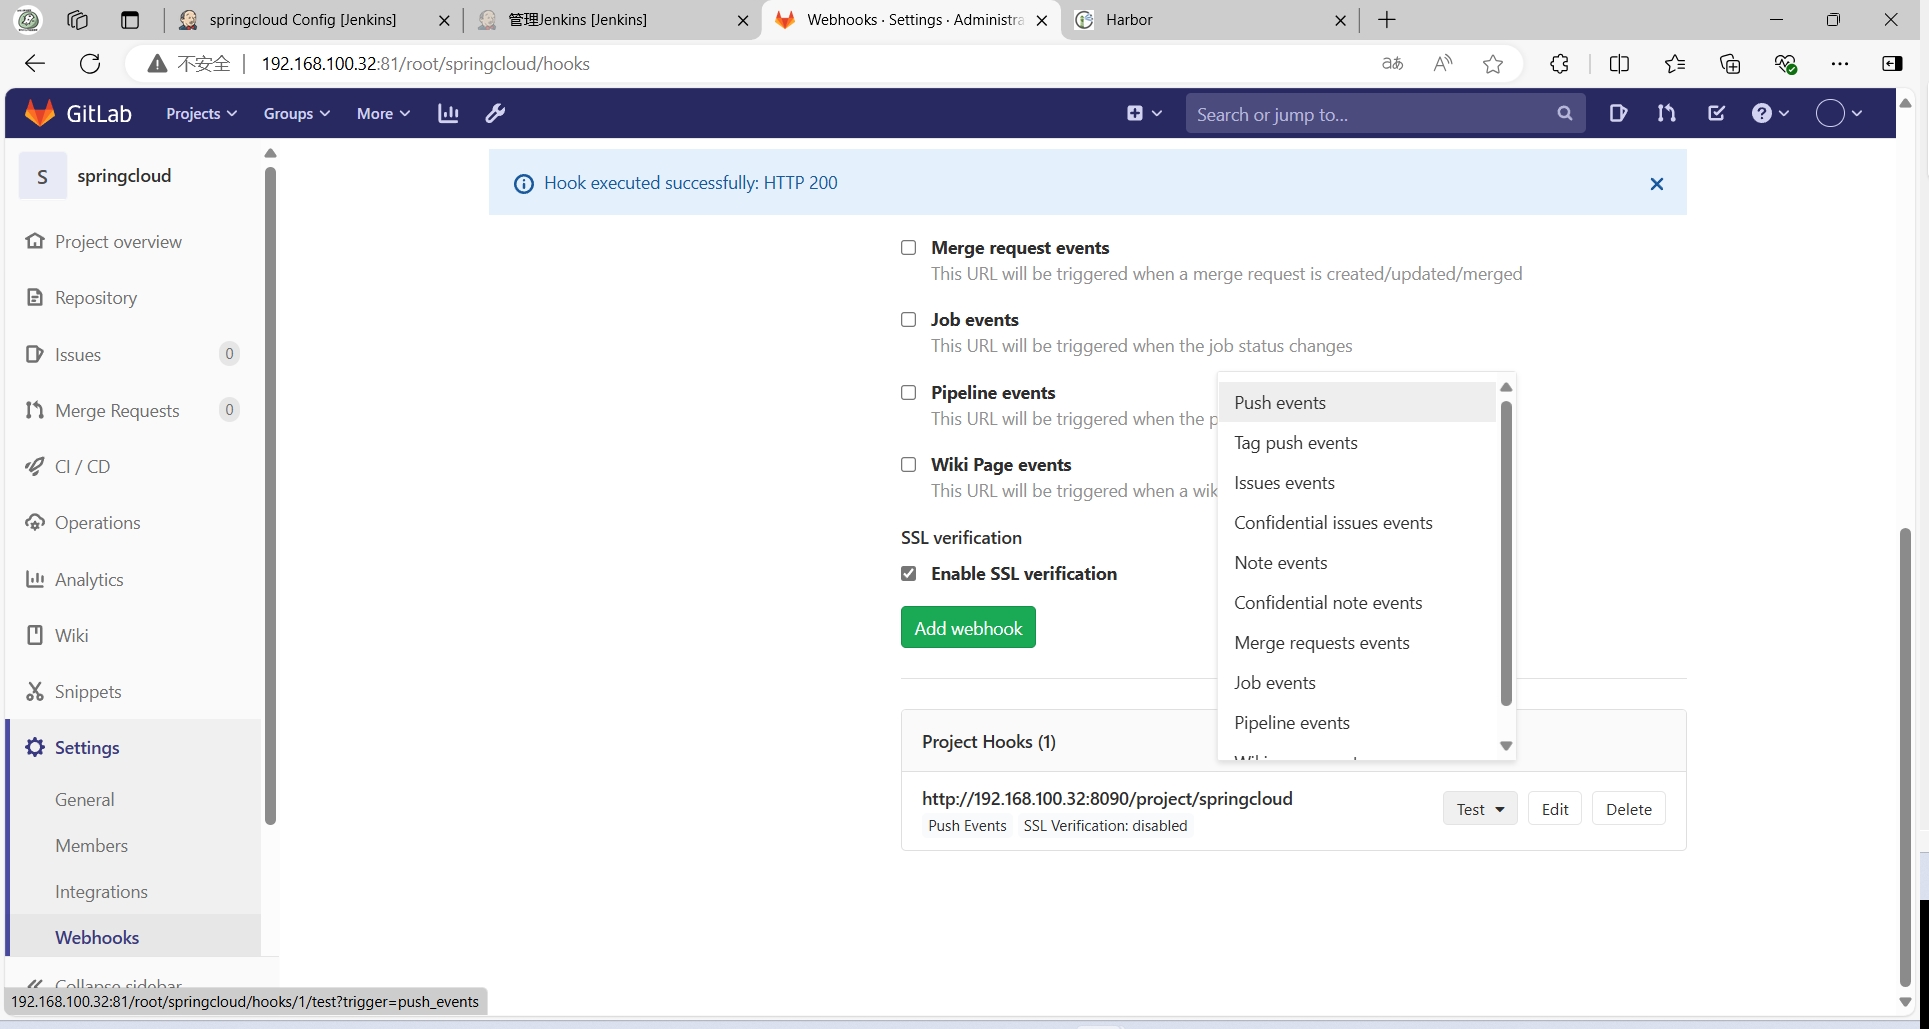 springcloud Config [Jenkins]
管理Jenkins [Jenkins]
Webhooks · Settings · Administra
Harbor
不安全
192.168.100.32:81/root/springcloud/hooks
GitLab
Projects
Groups
More
Search or jump to...
S
springcloud
Hook executed successfully: HTTP 200
Project overview
Repository
Issues
0
Merge Requests
0
CI / CD
Operations
Analytics
Wiki
Snippets
Settings
General
Members
Integrations
Webhooks
Collapse sidebar
192.168.100.32:81/root/springcloud/hooks/1/test?trigger=push_events
Merge request events
This URL will be triggered when a merge request is created/updated/merged
Job events
This URL will be triggered when the job status changes
Pipeline events
This URL will be triggered when the p
Wiki Page events
This URL will be triggered when a wik
SSL verification
Enable SSL verification
Add webhook
Push events
Tag push events
Issues events
Confidential issues events
Note events
Confidential note events
Merge requests events
Job events
Pipeline events
Project Hooks (1)
http://192.168.100.32:8090/project/springcloud
Push Events
SSL Verification: disabled
Test
Edit
Delete